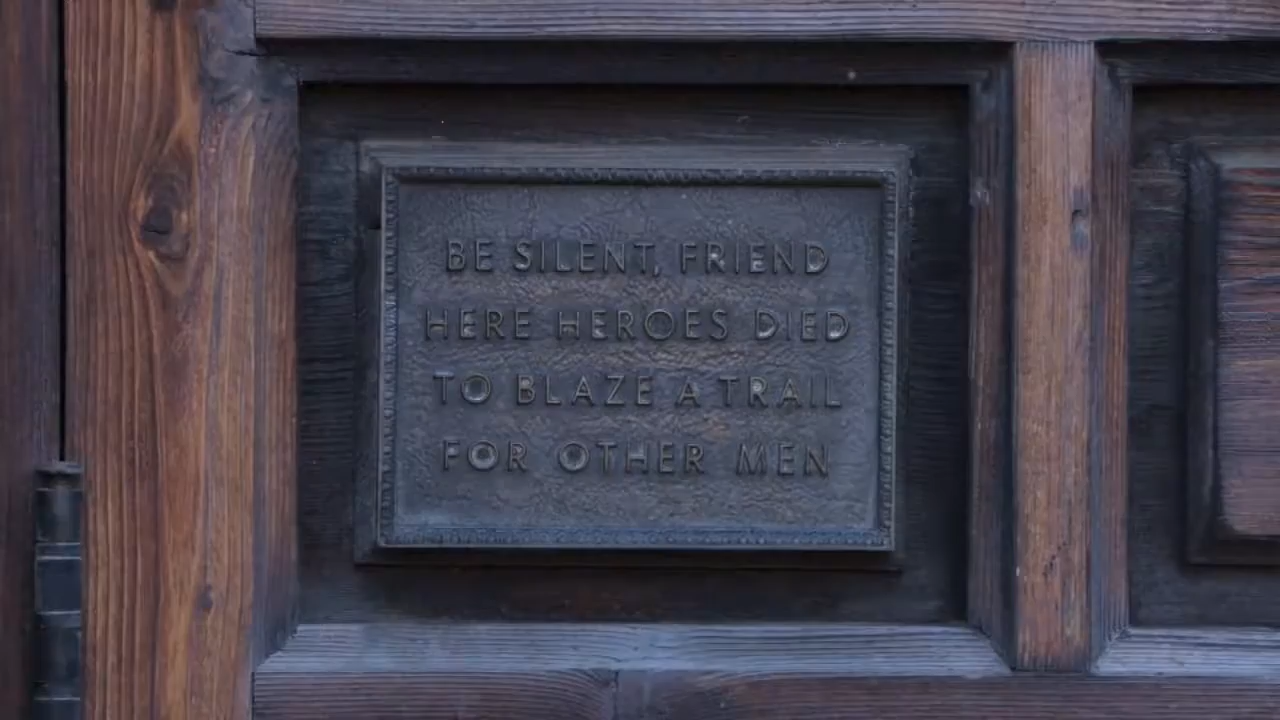 BE SILENT, FRIEND
HERE HEROES DIED
TO BLAZE A TRAIL
FOR OTHER MEN